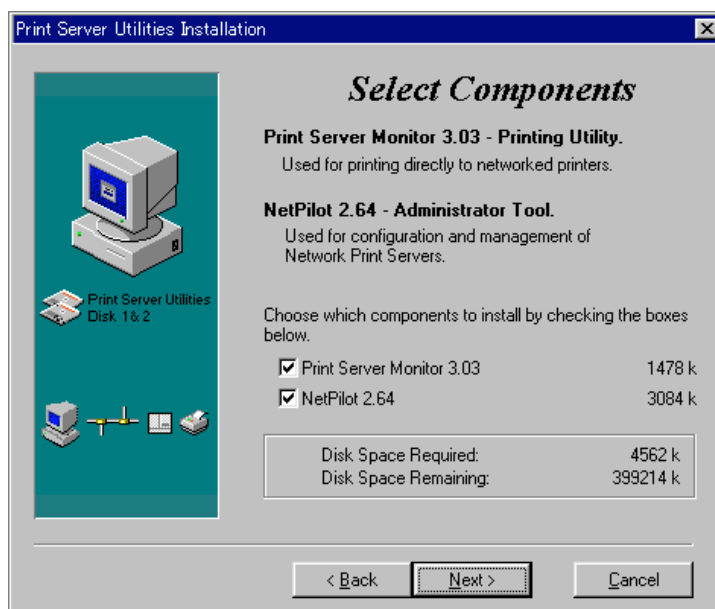 Print Server Utilities Installation
Select Components
Print Server Monitor 3.03 - Printing Utility.
Used for printing directly to networked printers.
NetPilot 2.64 - Administrator Tool.
Used for configuration and management of
Network Print Servers.
Print Server Utilities
Disk 1& 2
Choose which components to install by checking the boxes
below.
Print Server Monitor 3.03 1478 k
NetPilot 2.64 3084 k
Disk Space Required: 4562 k
Disk Space Remaining: 399214 k
< Back Next > Cancel